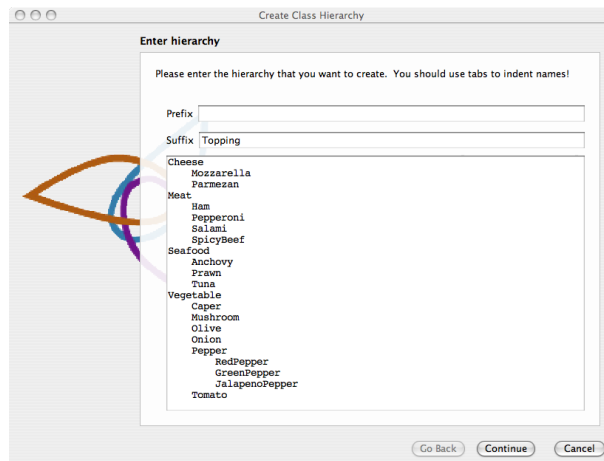 Create Class Hierarchy
Enter hierarchy
Please enter the hierarchy that you want to create. You should use tabs to indent names!
Prefix
Suffix Topping
Cheese
Mozzarella
Parmezan
Meat
Ham
Pepperoni
Salami
SpicyBeef
Seafood
Anchovy
Prawn
Tuna
Vegetable
Caper
Mushroom
Olive
Onion
Pepper
RedPepper
GreenPepper
JalapenoPepper
Tomato
Go Back Continue Cancel